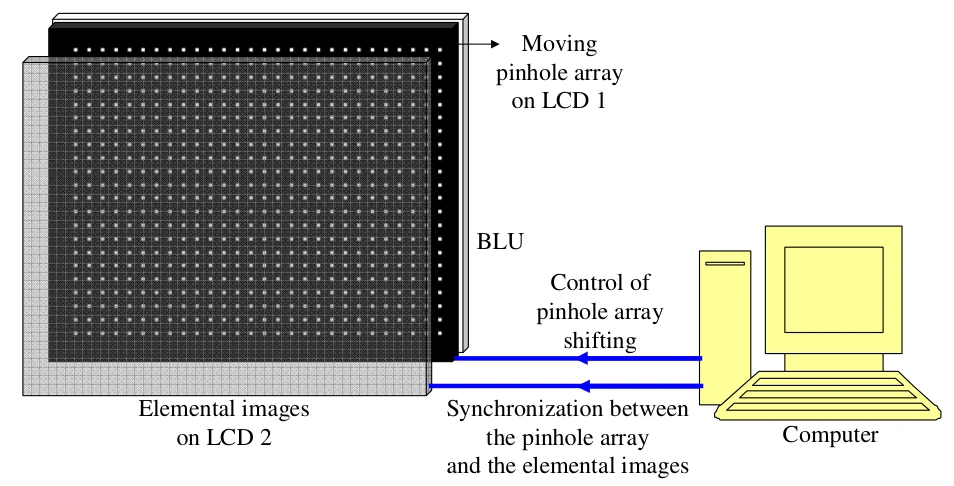 Moving
pinhole array
on LCD 1
BLU
Control of
pinhole array
shifting
Elemental images
on LCD 2
Synchronization between
the pinhole array
and the elemental images
Computer